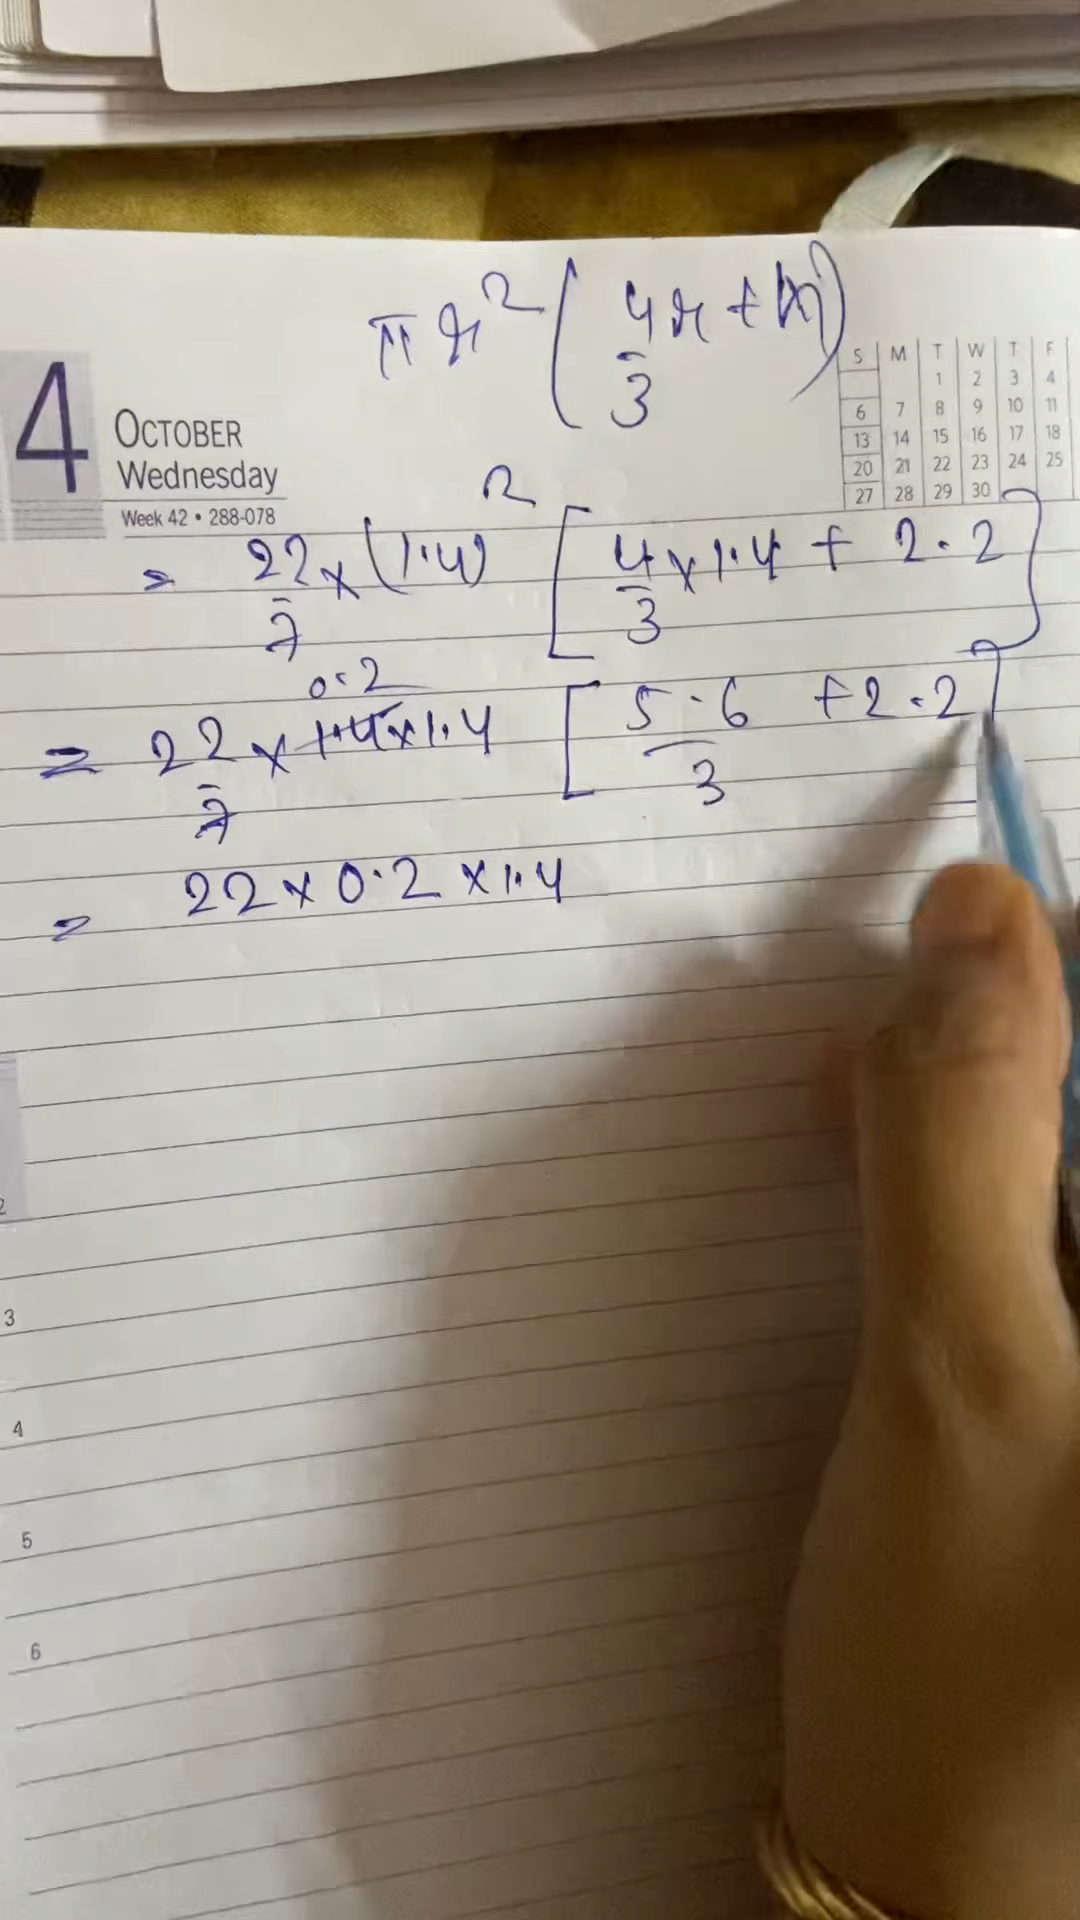 πr²( 4/3 r + h)
4
OCTOBER
Wednesday
Week 42 • 288-078
S M T W T F
1 2 3 4
6 7 8 9 10 11
13 14 15 16 17 18
20 21 22 23 24 25
27 28 29 30
= 22/7 × (1.4)² [ 4/3 × 1.4 + 2.2 ]
0.2
= 22/7 × 1.4 × 1.4 [ 5.6/3 + 2.2 ]
= 22 × 0.2 × 1.4
2
3
4
5
6